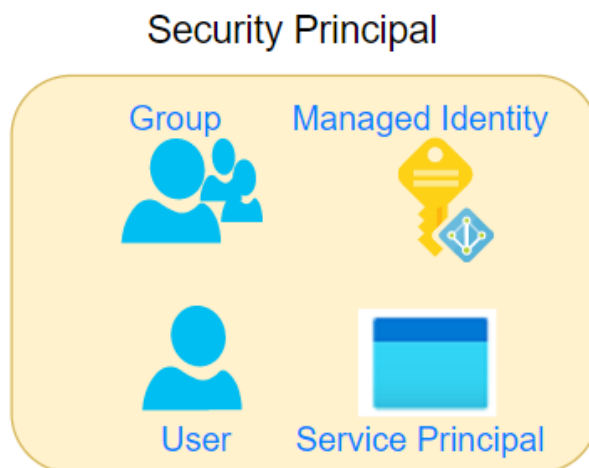 Security Principal
Group
Managed Identity
User
Service Principal